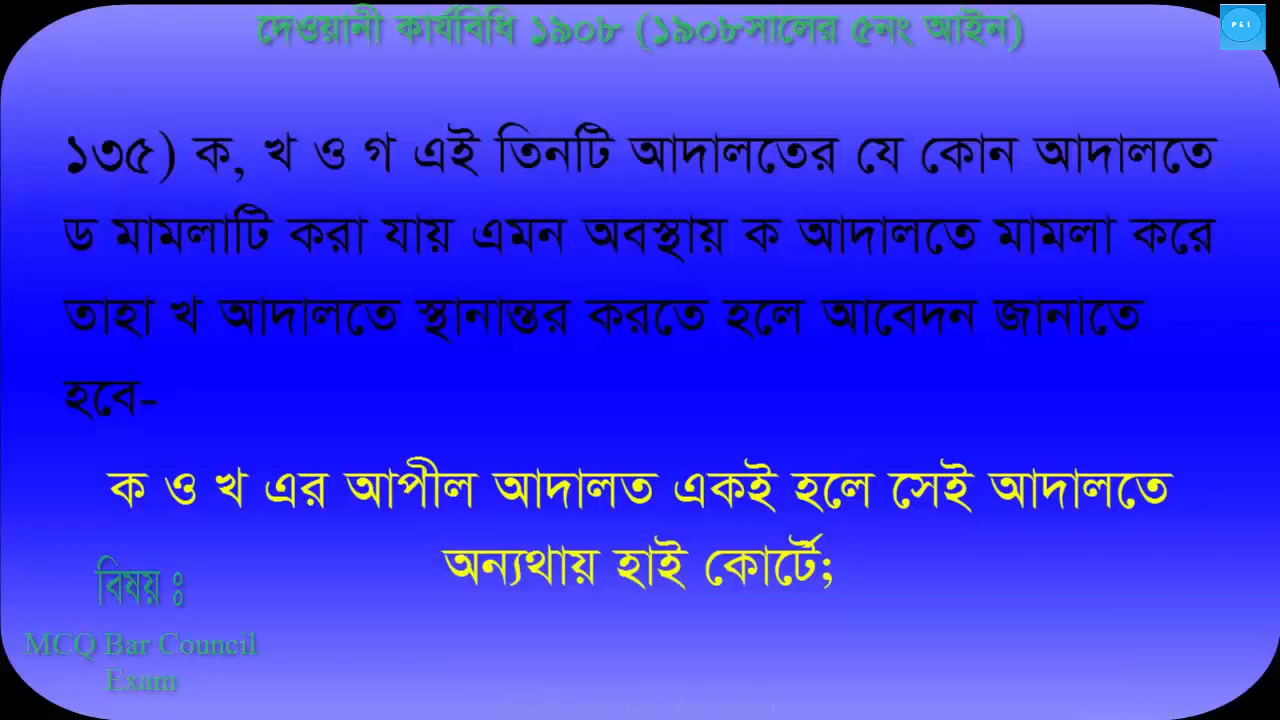 দেওয়ানী কার্যবিধি ১৯০৮ (১৯০৮সালের ৫নং আইন)
P & L
১৩৫) ক, খ ও গ এই তিনটি আদালতের যে কোন আদালতে
ড মামলাটি করা যায় এমন অবস্থায় ক আদালতে মামলা করে
তাহা খ আদালতে স্থানান্তর করতে হলে আবেদন জানাতে
হবে-
ক ও খ এর আপীল আদালত একই হলে সেই আদালতে
অন্যথায় হাই কোর্টে;
বিষয় ঃ
MCQ Bar Council
Exam